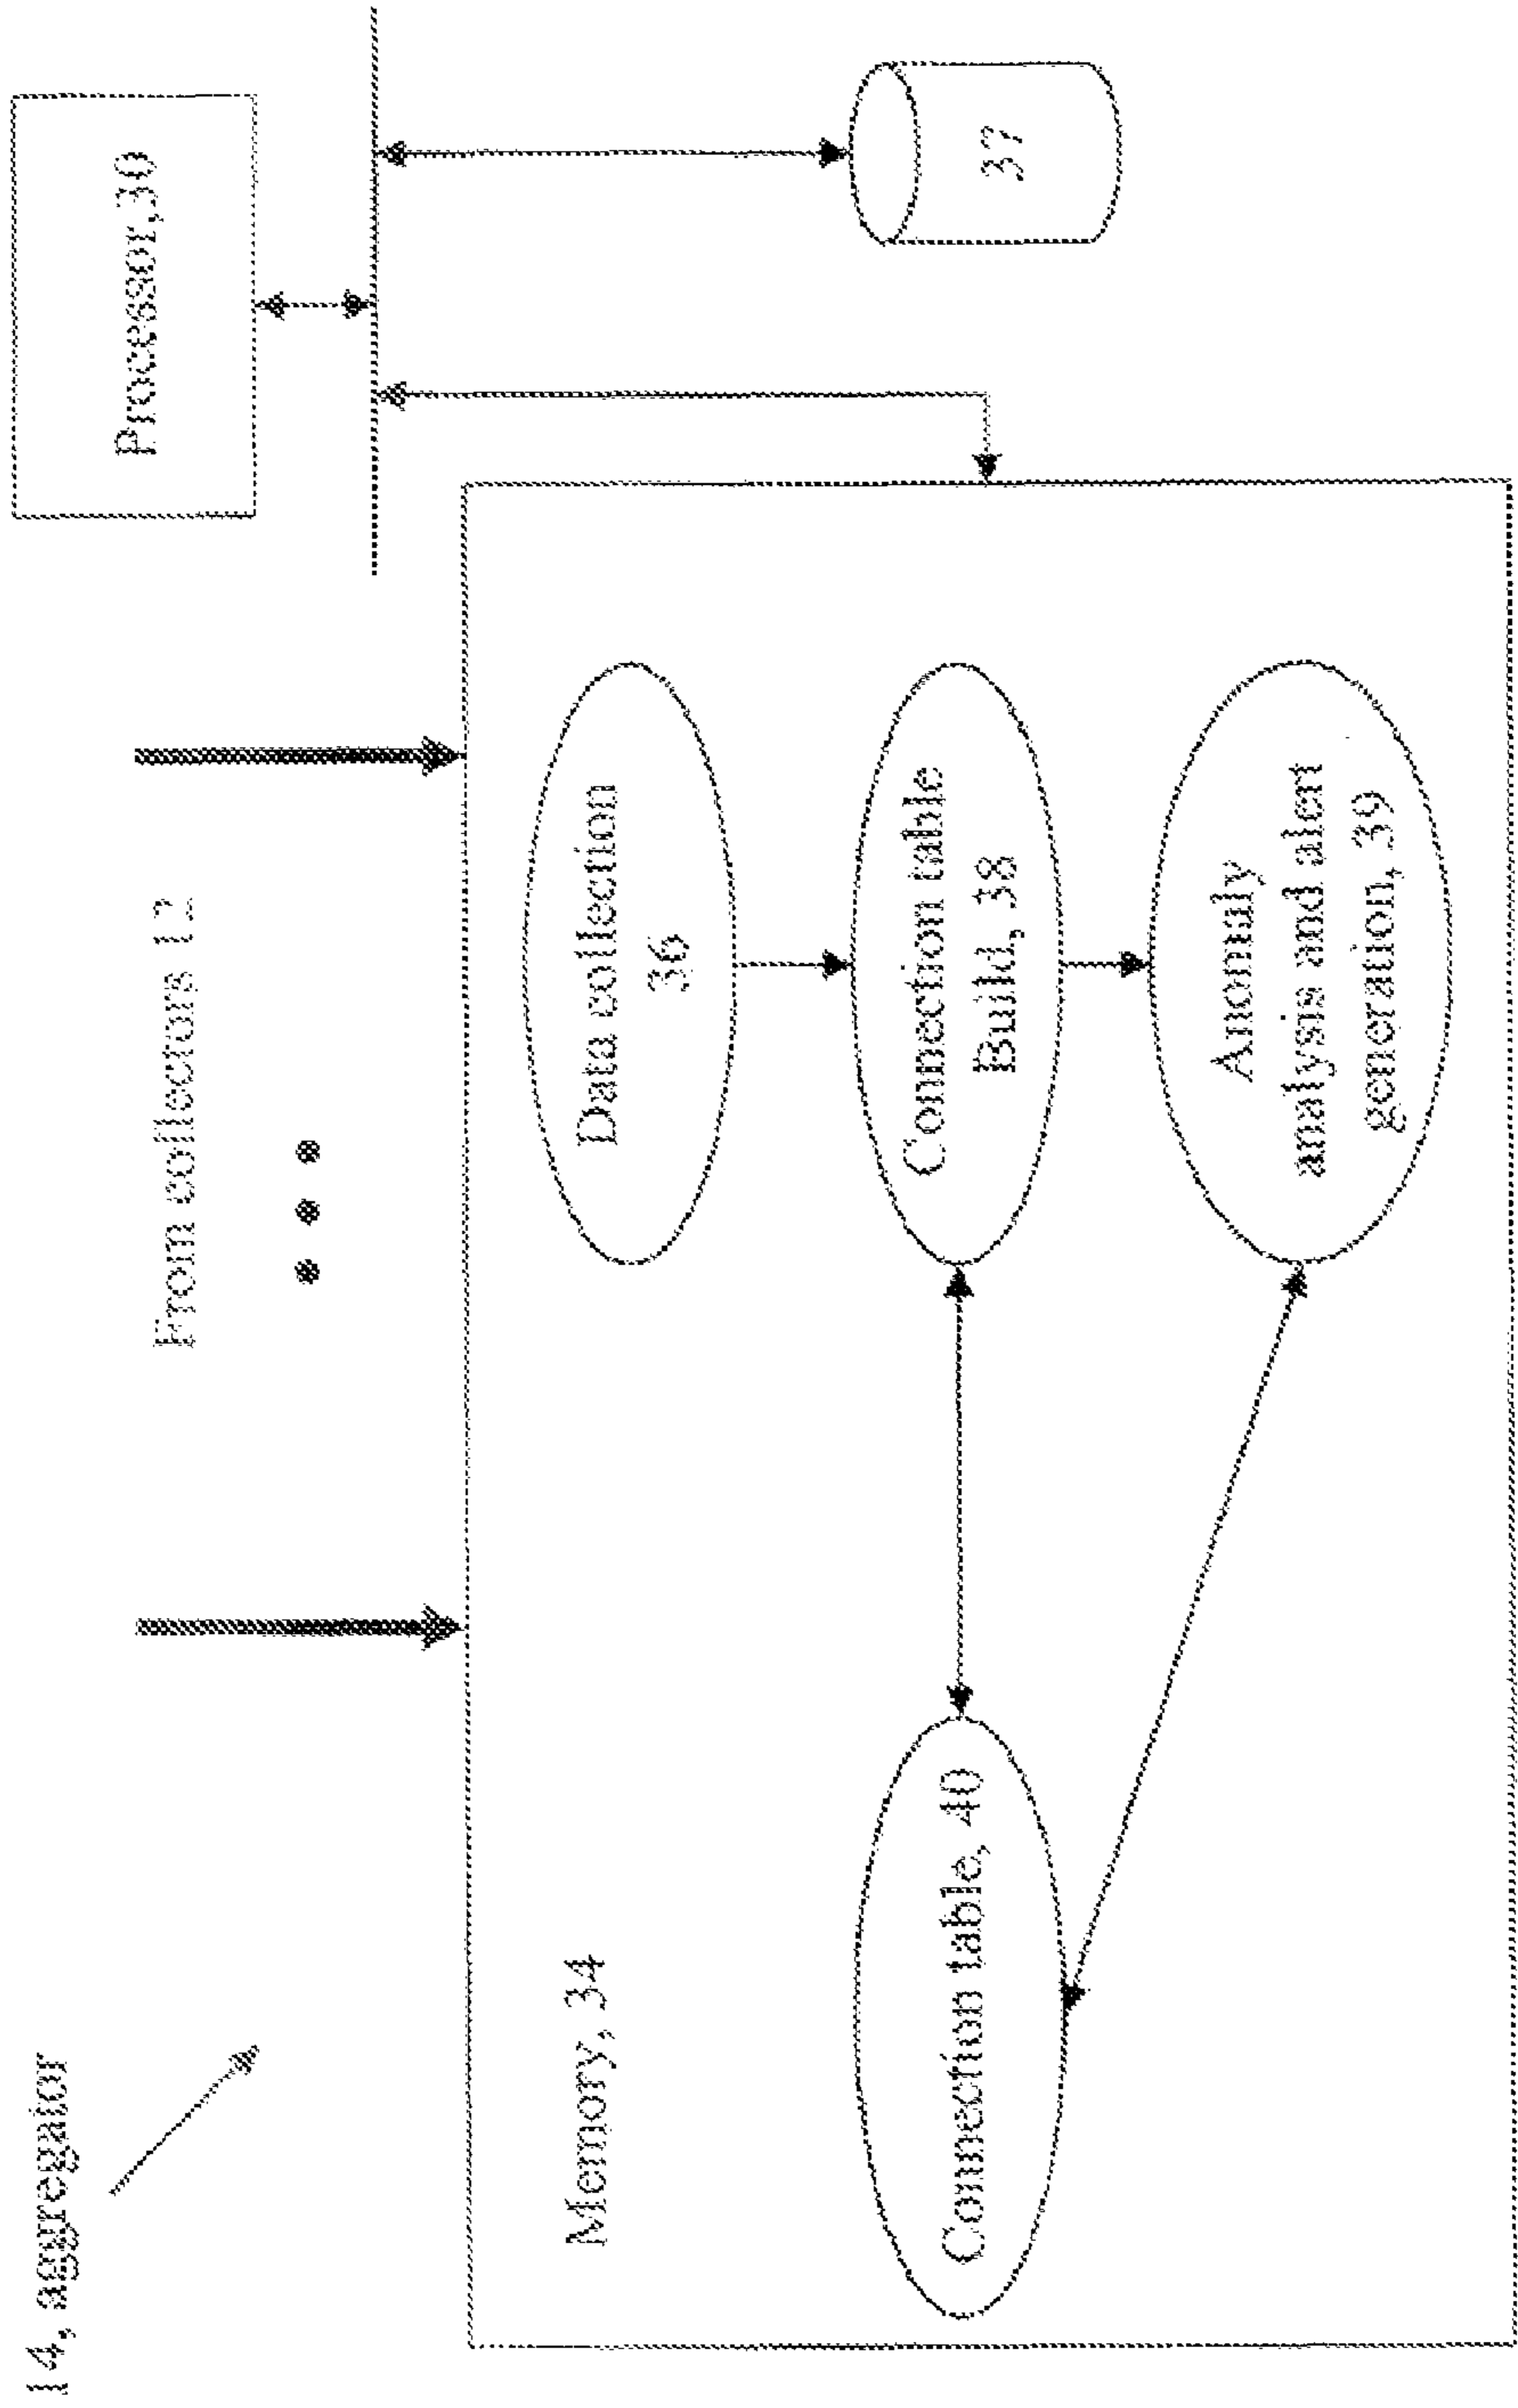 14, aggregator
From collectors 12
Processor,30
Memory, 34
Data collection
36
Connection table, 40
Connection table
Build, 38
Anomuly
analysis and alert
generation, 39
37